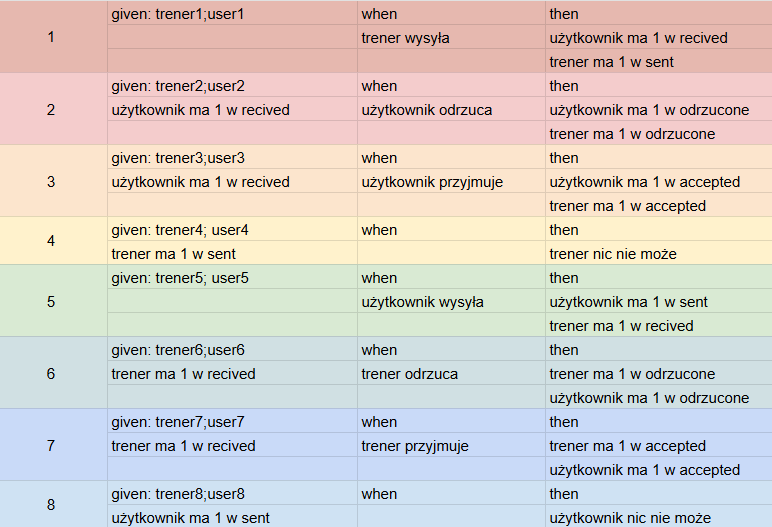 given: trener1;user1 when then
1
trener wysyła użytkownik ma 1 w recived
trener ma 1 w sent
given: trener2;user2 when then
2 użytkownik ma 1 w recived użytkownik odrzuca użytkownik ma 1 w odrzucone
trener ma 1 w odrzucone
given: trener3;user3 when then
3 użytkownik ma 1 w recived użytkownik przyjmuje użytkownik ma 1 w accepted
trener ma 1 w accepted
given: trener4; user4 when then
4
trener ma 1 w sent trener nic nie może
given: trener5; user5 when then
5 użytkownik wysyła użytkownik ma 1 w sent
trener ma 1 w recived
given: trener6;user6 when then
6 trener ma 1 w recived trener odrzuca trener ma 1 w odrzucone
użytkownik ma 1 w odrzucone
given: trener7;user7 when then
7 trener ma 1 w recived trener przyjmuje trener ma 1 w accepted
użytkownik ma 1 w accepted
given: trener8;user8 when then
8
użytkownik ma 1 w sent użytkownik nic nie może